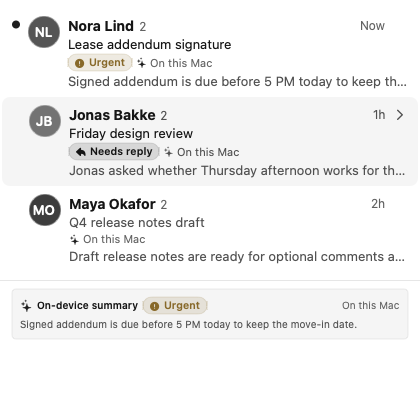 NL Nora Lind 2 Now
Lease addendum signature
Urgent On this Mac
Signed addendum is due before 5 PM today to keep th…
JB Jonas Bakke 2 1h
Friday design review
Needs reply On this Mac
Jonas asked whether Thursday afternoon works for th…
MO Maya Okafor 2 2h
Q4 release notes draft
On this Mac
Draft release notes are ready for optional comments a…
On-device summary Urgent On this Mac
Signed addendum is due before 5 PM today to keep the move-in date.